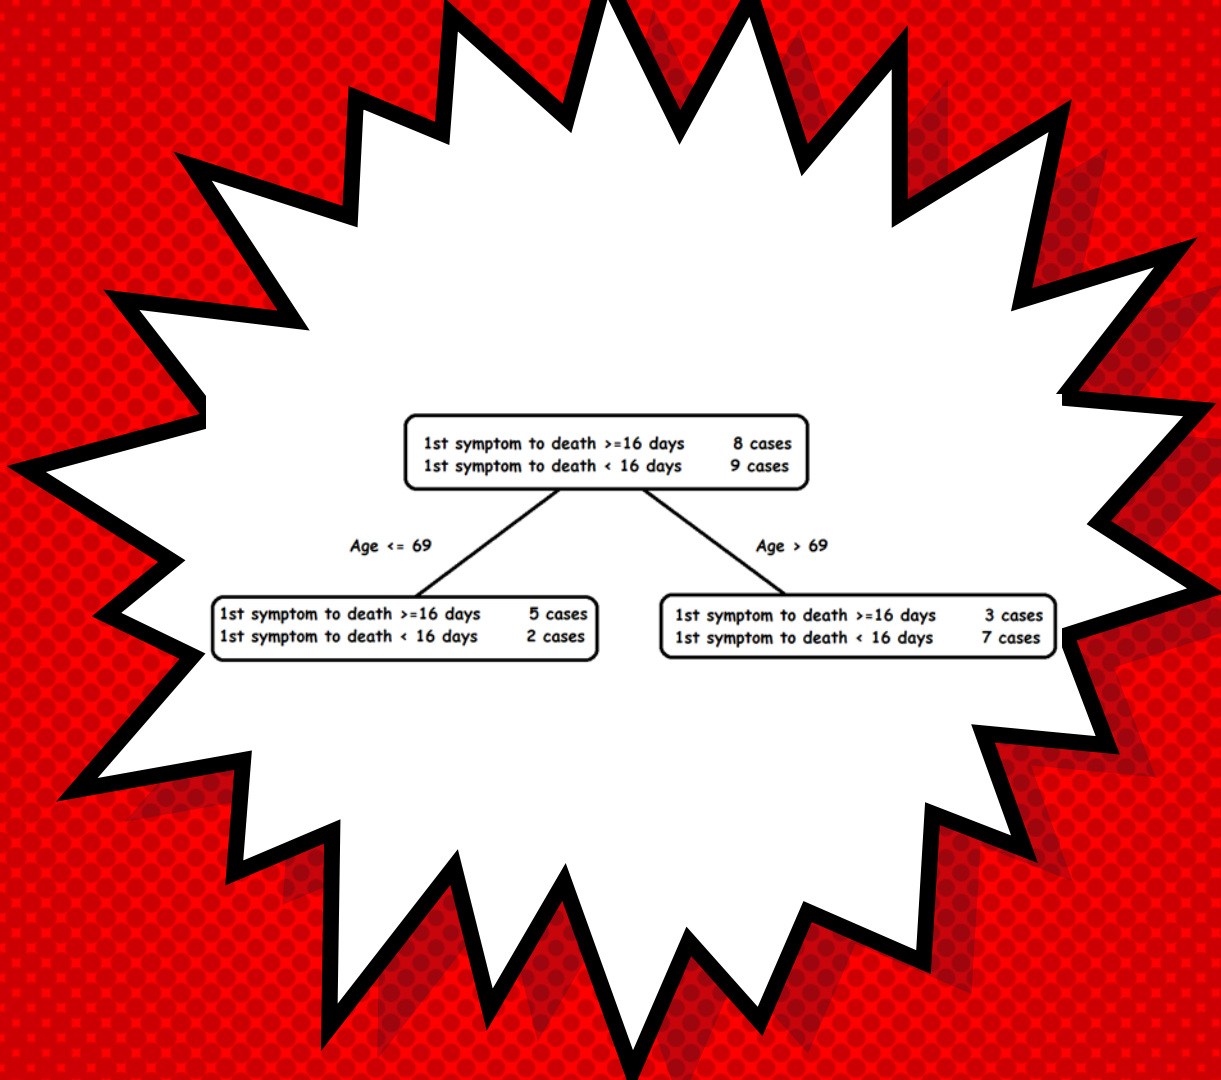 1st symptom to death >=16 days 8 cases
1st symptom to death < 16 days 9 cases
Age <= 69
Age > 69
1st symptom to death >=16 days 5 cases
1st symptom to death < 16 days 2 cases
1st symptom to death >=16 days 3 cases
1st symptom to death < 16 days 7 cases